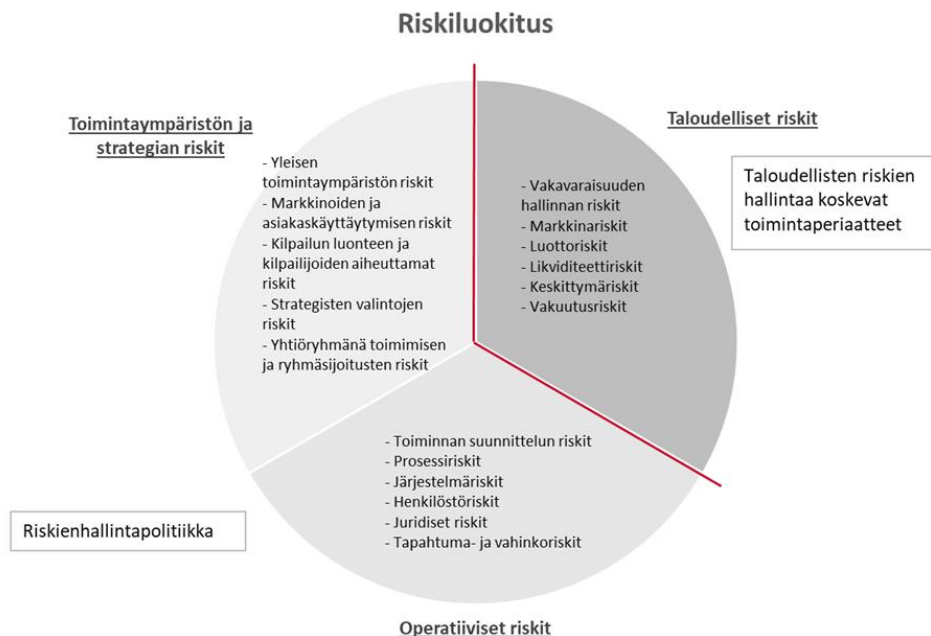 Riskiluokitus
Toimintaympäristön ja
strategian riskit
- Yleisen
toimintaympäristön riskit
- Markkinoiden ja
asiakaskäyttäytymisen riskit
- Kilpailun luonteen ja
kilpailijoiden aiheuttamat
riskit
- Strategisten valintojen
riskit
- Yhtiöryhmänä toimimisen
ja ryhmäsijoitusten riskit
Taloudelliset riskit
- Vakavaraisuuden
hallinnan riskit
- Markkinariskit
- Luottoriskit
- Likviditeettiriskit
- Keskittymäriskit
- Vakuutusriskit
Taloudellisten riskien
hallintaa koskevat
toimintaperiaatteet
- Toiminnan suunnittelun riskit
- Prosessiriskit
- Järjestelmäriskit
- Henkilöstöriskit
- Juridiset riskit
- Tapahtuma- ja vahinkoriskit
Riskienhallintapolitiikka
Operatiiviset riskit